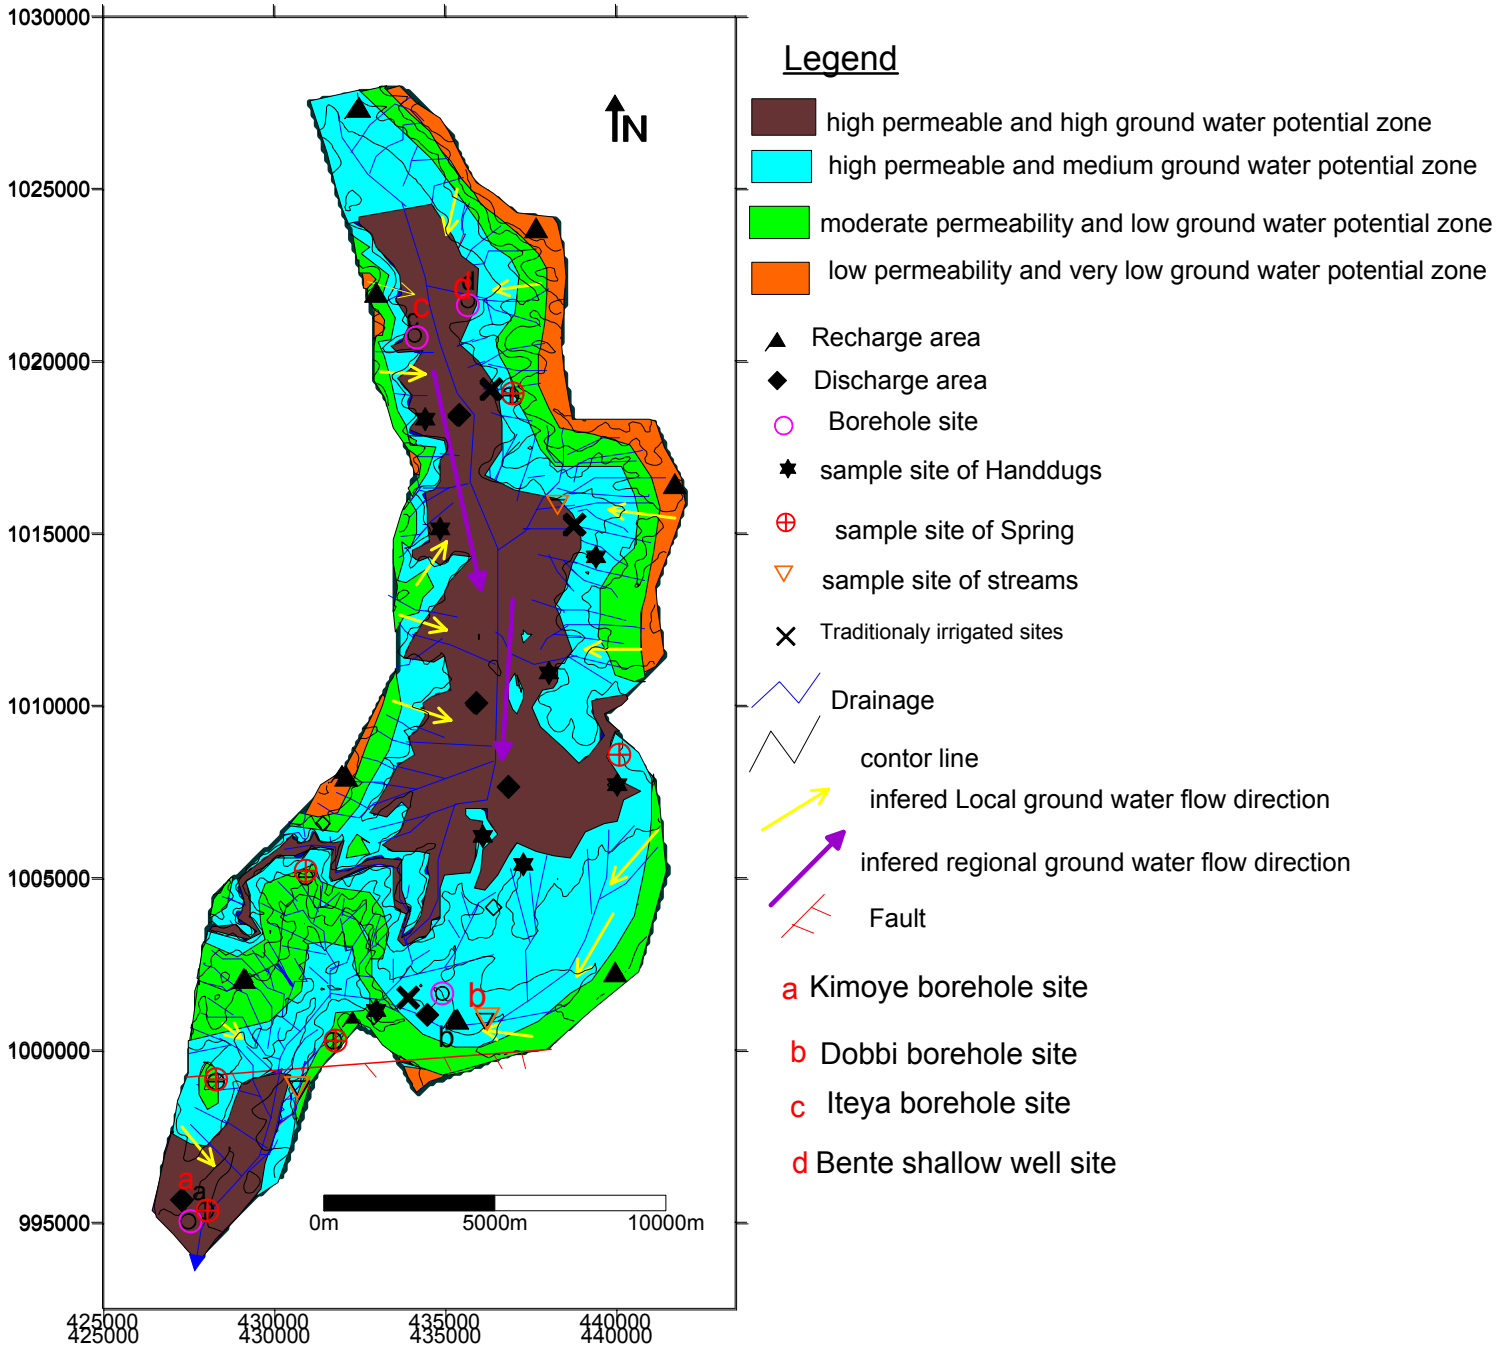 1030000
1025000
1020000
1015000
1010000
1005000
1000000
995000
N
d
d
c
c
b
b
a
a
0m 5000m 10000m
425000 430000 435000 440000
425000 430000 435000 440000
Legend
high permeable and high ground water potential zone
high permeable and medium ground water potential zone
moderate permeability and low ground water potential zone
low permeability and very low ground water potential zone
Recharge area
Discharge area
Borehole site
sample site of Handdugs
sample site of Spring
sample site of streams
Traditionaly irrigated sites
Drainage
contor line
infered Local ground water flow direction
infered regional ground water flow direction
Fault
a Kimoye borehole site
b Dobbi borehole site
c Iteya borehole site
d Bente shallow well site